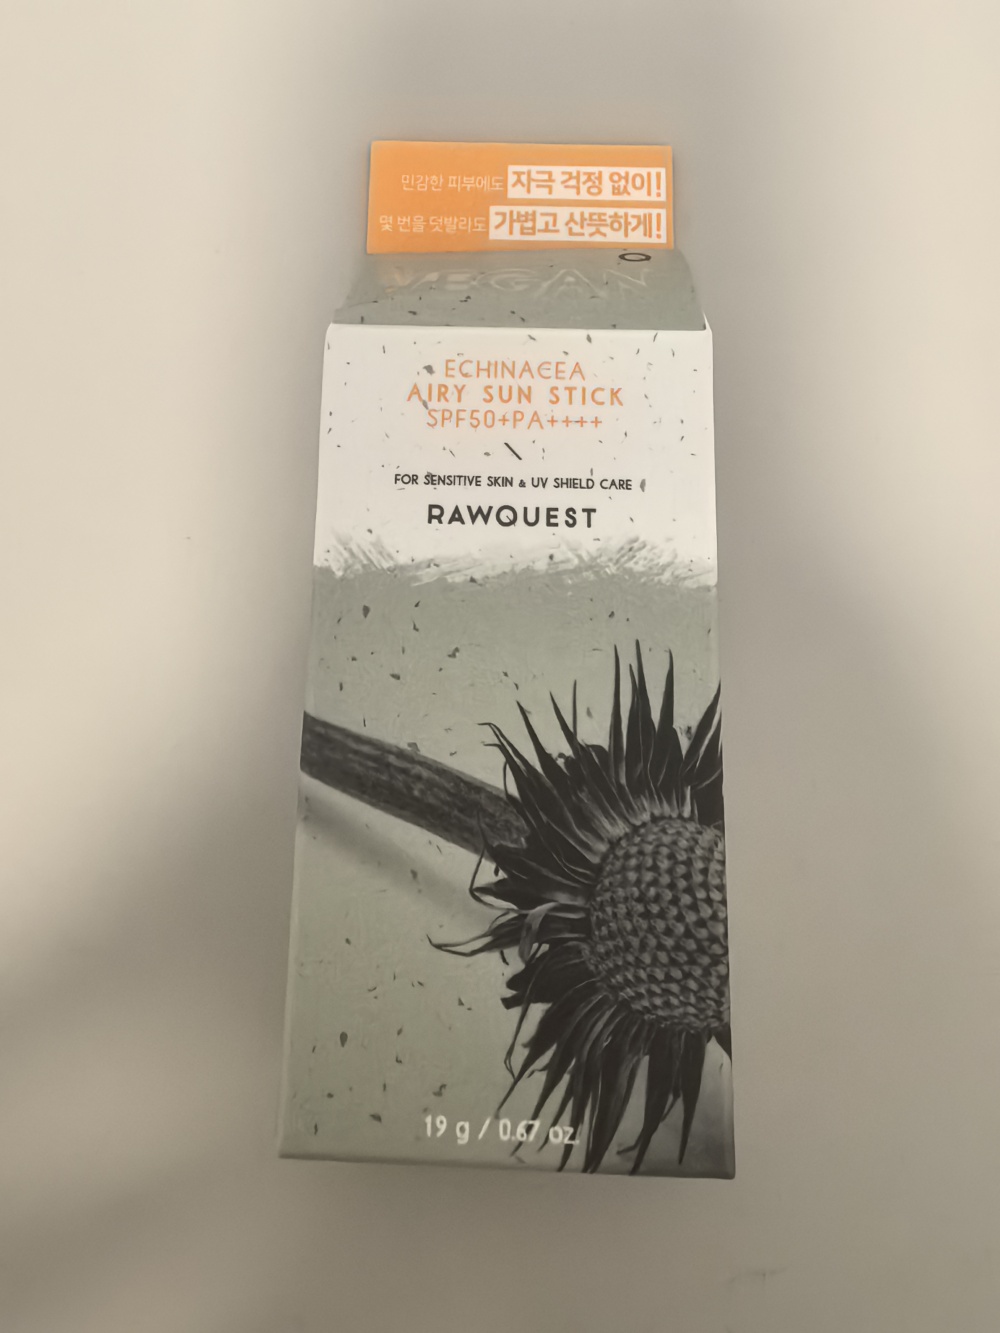 민감한 피부에도 자극 걱정 없이!
몇 번을 덧발라도 가볍고 산뜻하게!
VEGAN
ECHINACEA
AIRY SUN STICK
SPF50+PA++++
FOR SENSITIVE SKIN & UV SHIELD CARE
RAWQUEST
19 g / 0.67 oz.